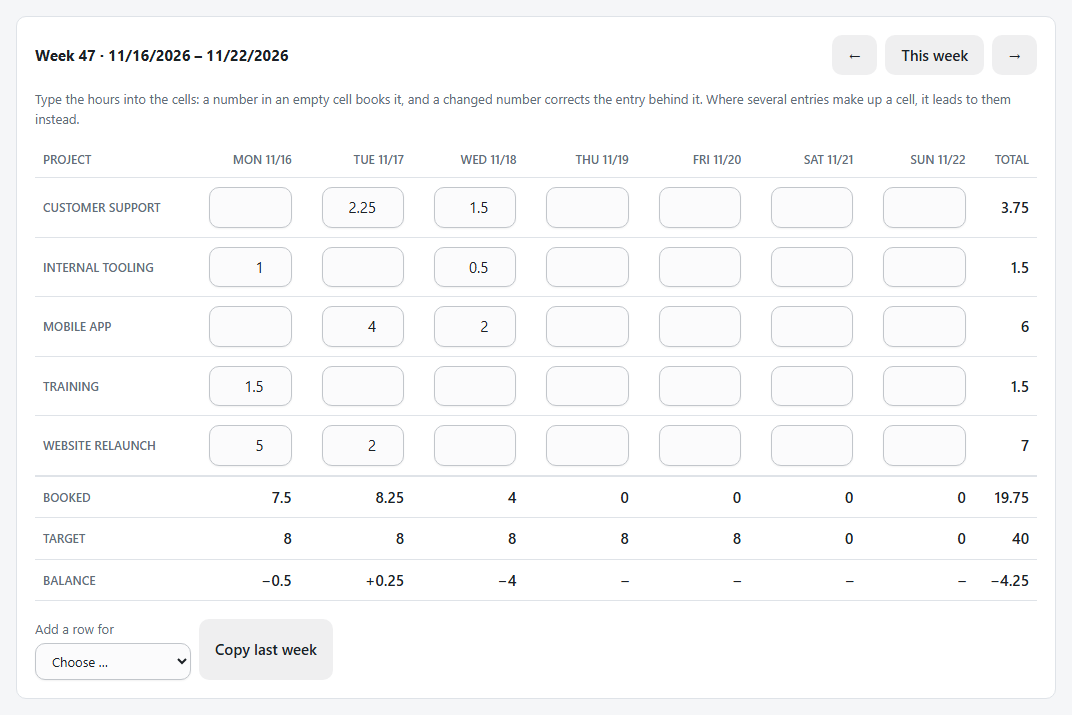 Week 47 · 11/16/2026 – 11/22/2026 ← This week →
Type the hours into the cells: a number in an empty cell books it, and a changed number corrects the entry behind it. Where several entries make up a cell, it leads to them
instead.
PROJECT MON 11/16 TUE 11/17 WED 11/18 THU 11/19 FRI 11/20 SAT 11/21 SUN 11/22 TOTAL
CUSTOMER SUPPORT 2.25 1.5 3.75
INTERNAL TOOLING 1 0.5 1.5
MOBILE APP 4 2 6
TRAINING 1.5 1.5
WEBSITE RELAUNCH 5 2 7
BOOKED 7.5 8.25 4 0 0 0 0 19.75
TARGET 8 8 8 8 8 0 0 40
BALANCE −0.5 +0.25 −4 – – – – −4.25
Add a row for
Choose ... Copy last week